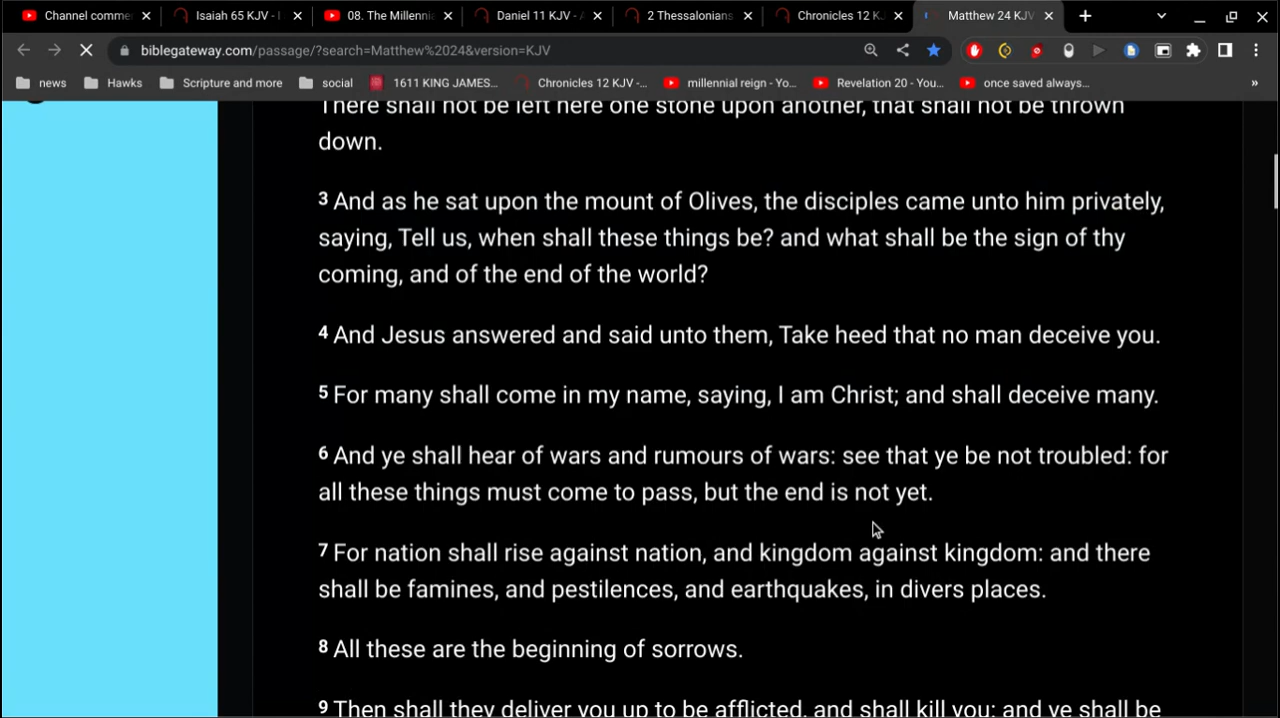 Channel comme
Isaiah 65 KJV - I
08. The Millenni
Daniel 11 KJV - A
2 Thessalonians
Chronicles 12 K
Matthew 24 KJV
biblegateway.com/passage/?search=Matthew%2024&version=KJV
news
Hawks
Scripture and more
social
1611 KING JAMES...
Chronicles 12 KJV -...
millennial reign - Yo...
Revelation 20 - You...
once saved always...
»
There shall not be left here one stone upon another, that shall not be thrown
down.
3 And as he sat upon the mount of Olives, the disciples came unto him privately,
saying, Tell us, when shall these things be? and what shall be the sign of thy
coming, and of the end of the world?
4 And Jesus answered and said unto them, Take heed that no man deceive you.
5 For many shall come in my name, saying, I am Christ; and shall deceive many.
6 And ye shall hear of wars and rumours of wars: see that ye be not troubled: for
all these things must come to pass, but the end is not yet.
7 For nation shall rise against nation, and kingdom against kingdom: and there
shall be famines, and pestilences, and earthquakes, in divers places.
8 All these are the beginning of sorrows.
9 Then shall they deliver you up to be afflicted, and shall kill you: and ye shall be